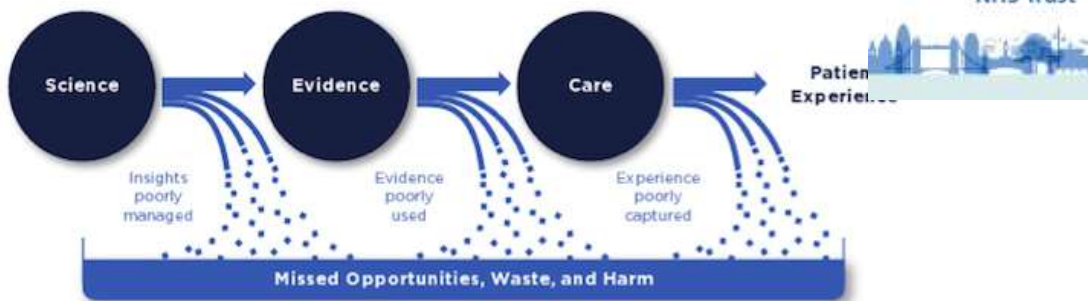 NHS Trust
Science
Evidence
Care
Patien
Experience
Insights
poorly
managed
Evidence
poorly
used
Experience
poorly
captured
Missed Opportunities, Waste, and Harm